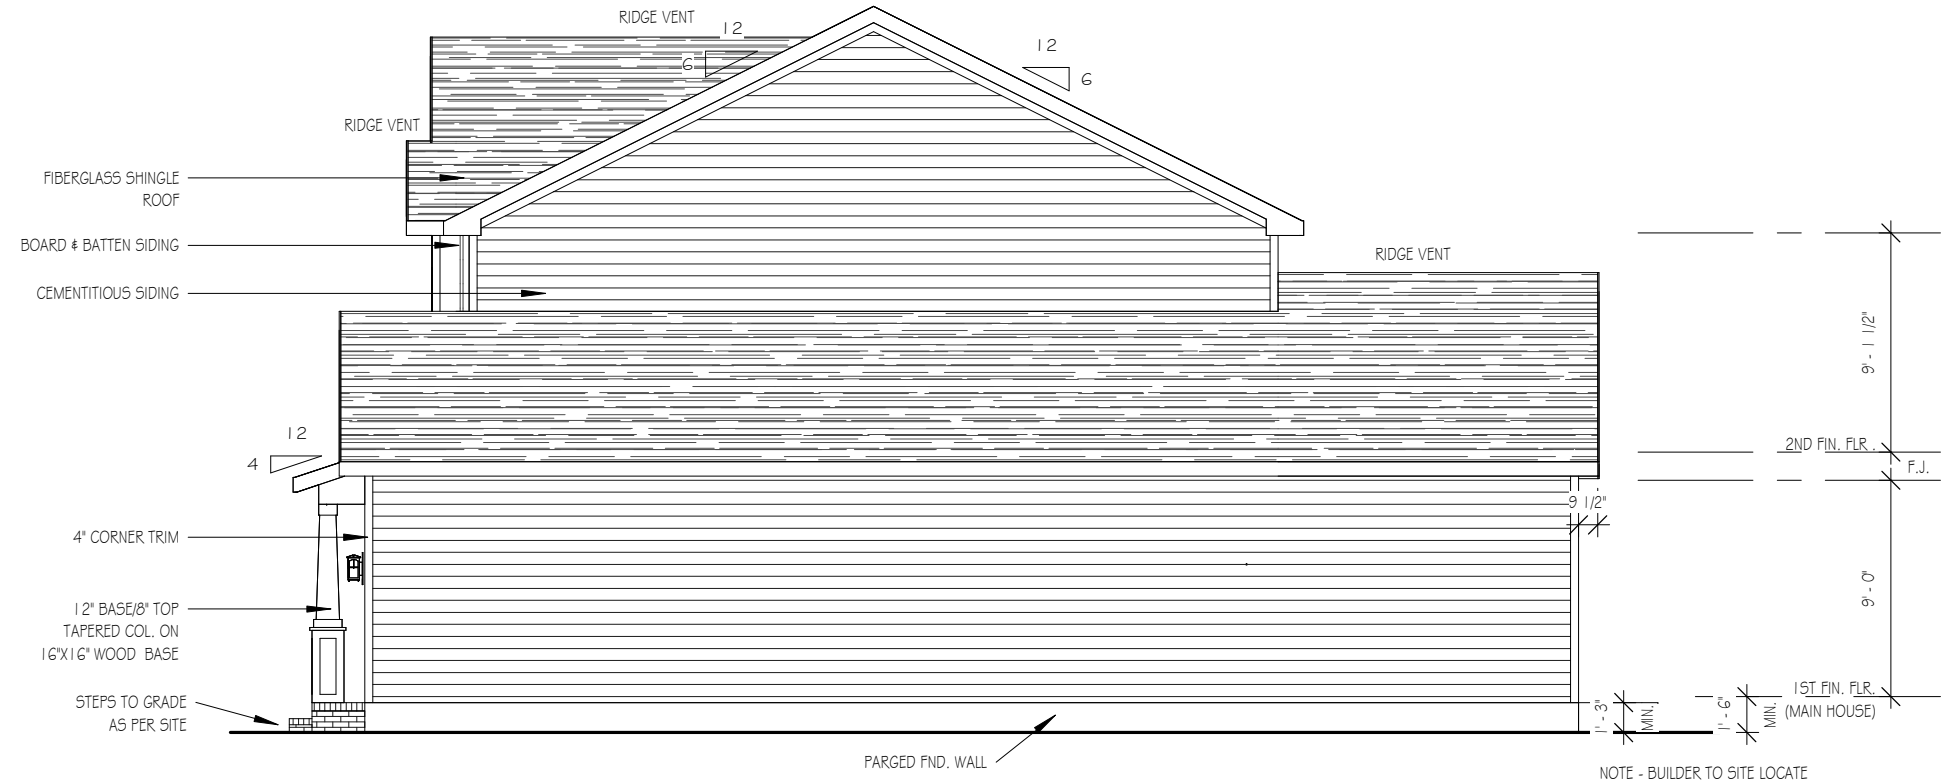 RIDGE VENT
12
6
12
6
RIDGE VENT
FIBERGLASS SHINGLE
ROOF
BOARD & BATTEN SIDING
CEMENTITIOUS SIDING
RIDGE VENT
9' - 1 1/2"
12
4
2ND FIN. FLR.
F.J.
9 1/2"
4" CORNER TRIM
9' - 0"
12" BASE/8" TOP
TAPERED COL. ON
16"X16" WOOD BASE
STEPS TO GRADE
AS PER SITE
1' - 3"
MIN.
1' - 6"
MIN.
1ST FIN. FLR.
(MAIN HOUSE)
PARGED FND. WALL
NOTE - BUILDER TO SITE LOCATE